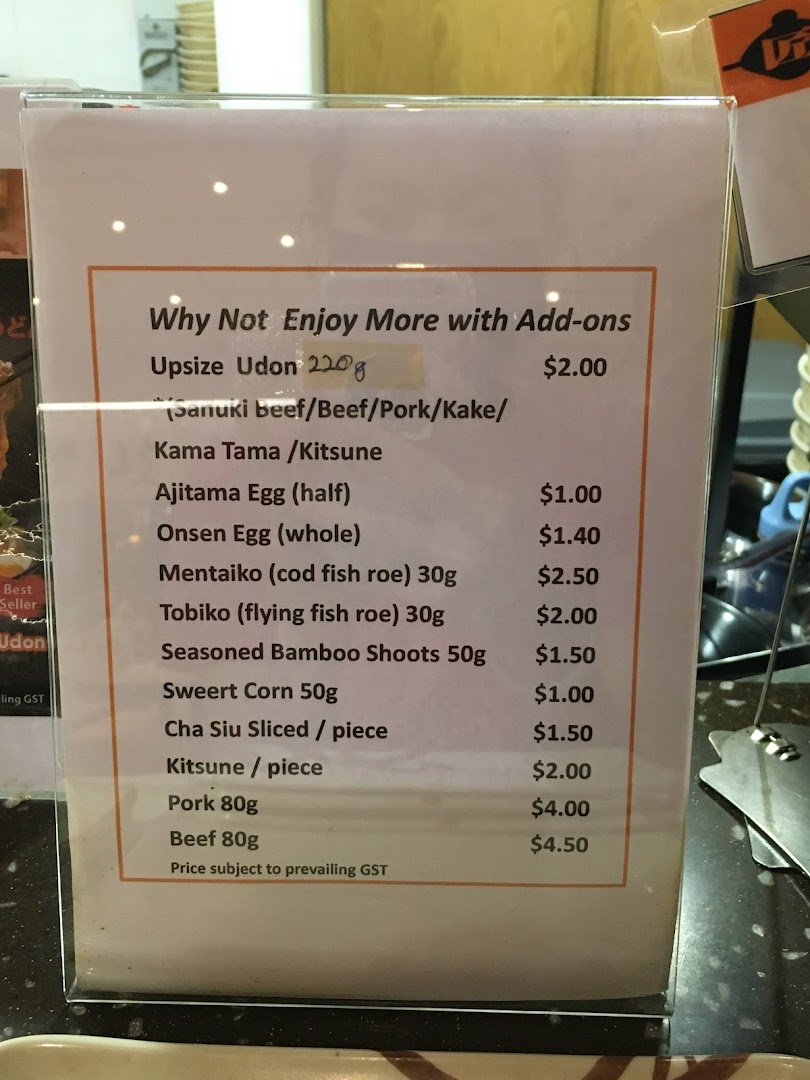 Why Not Enjoy More with Add-ons
Upsize Udon 220g $2.00
*(Sanuki Beef/Beef/Pork/Kake/
Kama Tama /Kitsune
Ajitama Egg (half) $1.00
Onsen Egg (whole) $1.40
Mentaiko (cod fish roe) 30g $2.50
Tobiko (flying fish roe) 30g $2.00
Seasoned Bamboo Shoots 50g $1.50
Sweert Corn 50g $1.00
Cha Siu Sliced / piece $1.50
Kitsune / piece $2.00
Pork 80g $4.00
Beef 80g $4.50
Price subject to prevailing GST
Best
Seller
Udon
ling GST